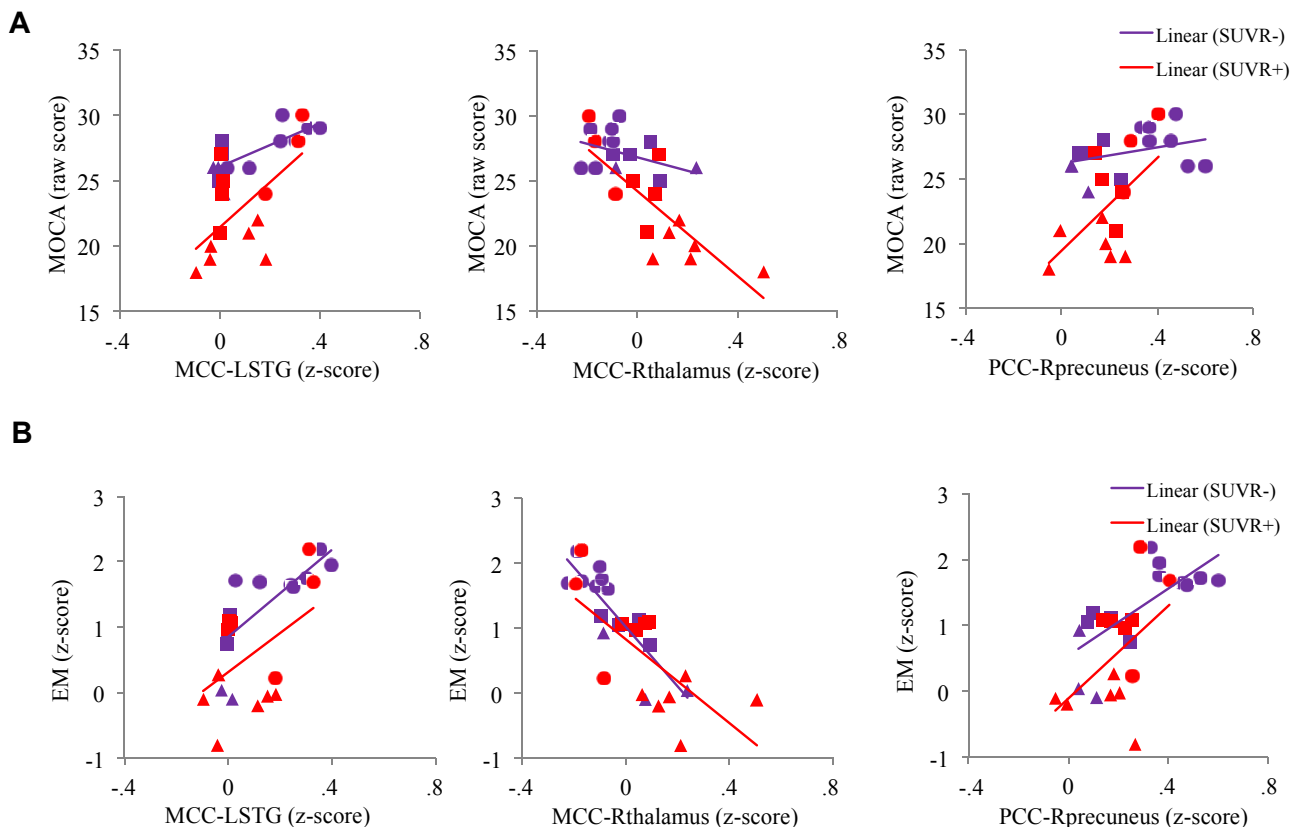 A
35
30
25
20
15
MOCA (raw score)
-.4 0 .4 .8
MCC-LSTG (z-score)
35
30
25
20
15
MOCA (raw score)
-.4 0 .4 .8
MCC-Rthalamus (z-score)
Linear (SUVR-)
Linear (SUVR+)
35
30
25
20
15
MOCA (raw score)
-.4 0 .4 .8
PCC-Rprecuneus (z-score)
B
3
2
1
0
-1
EM (z-score)
-.4 0 .4 .8
MCC-LSTG (z-score)
3
2
1
0
-1
EM (z-score)
-.4 0 .4 .8
MCC-Rthalamus (z-score)
Linear (SUVR-)
Linear (SUVR+)
3
2
1
0
-1
EM (z-score)
-.4 0 .4 .8
PCC-Rprecuneus (z-score)